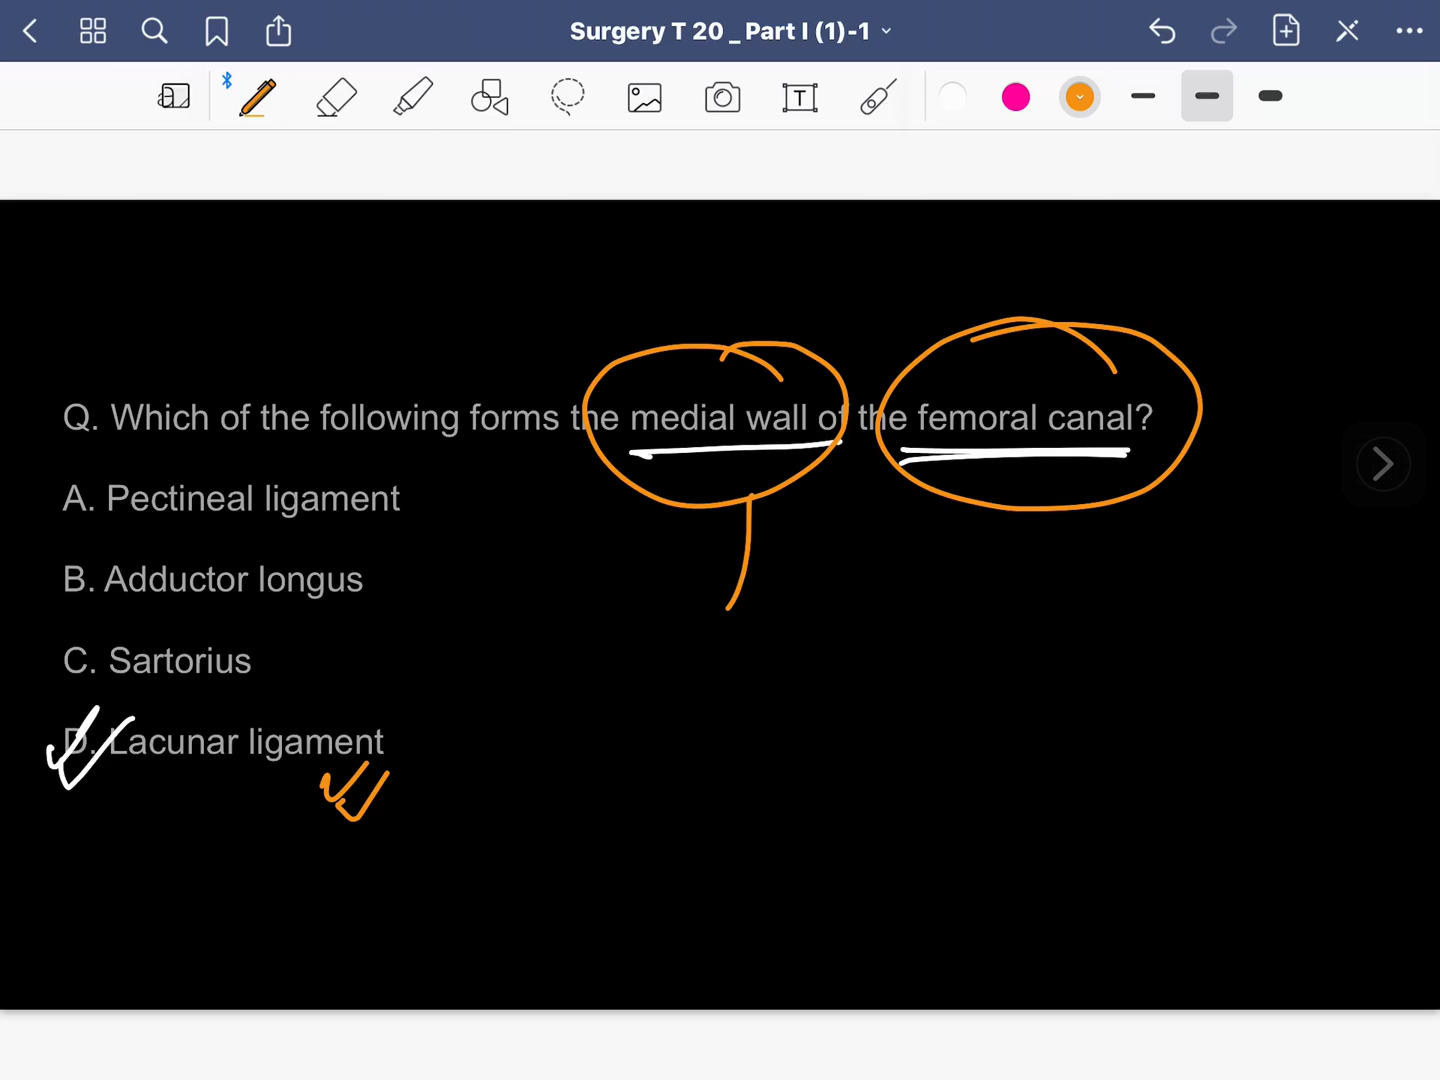 Surgery T 20 _ Part I (1)-1
Q. Which of the following forms the medial wall of the femoral canal?
A. Pectineal ligament
B. Adductor longus
C. Sartorius
D. Lacunar ligament